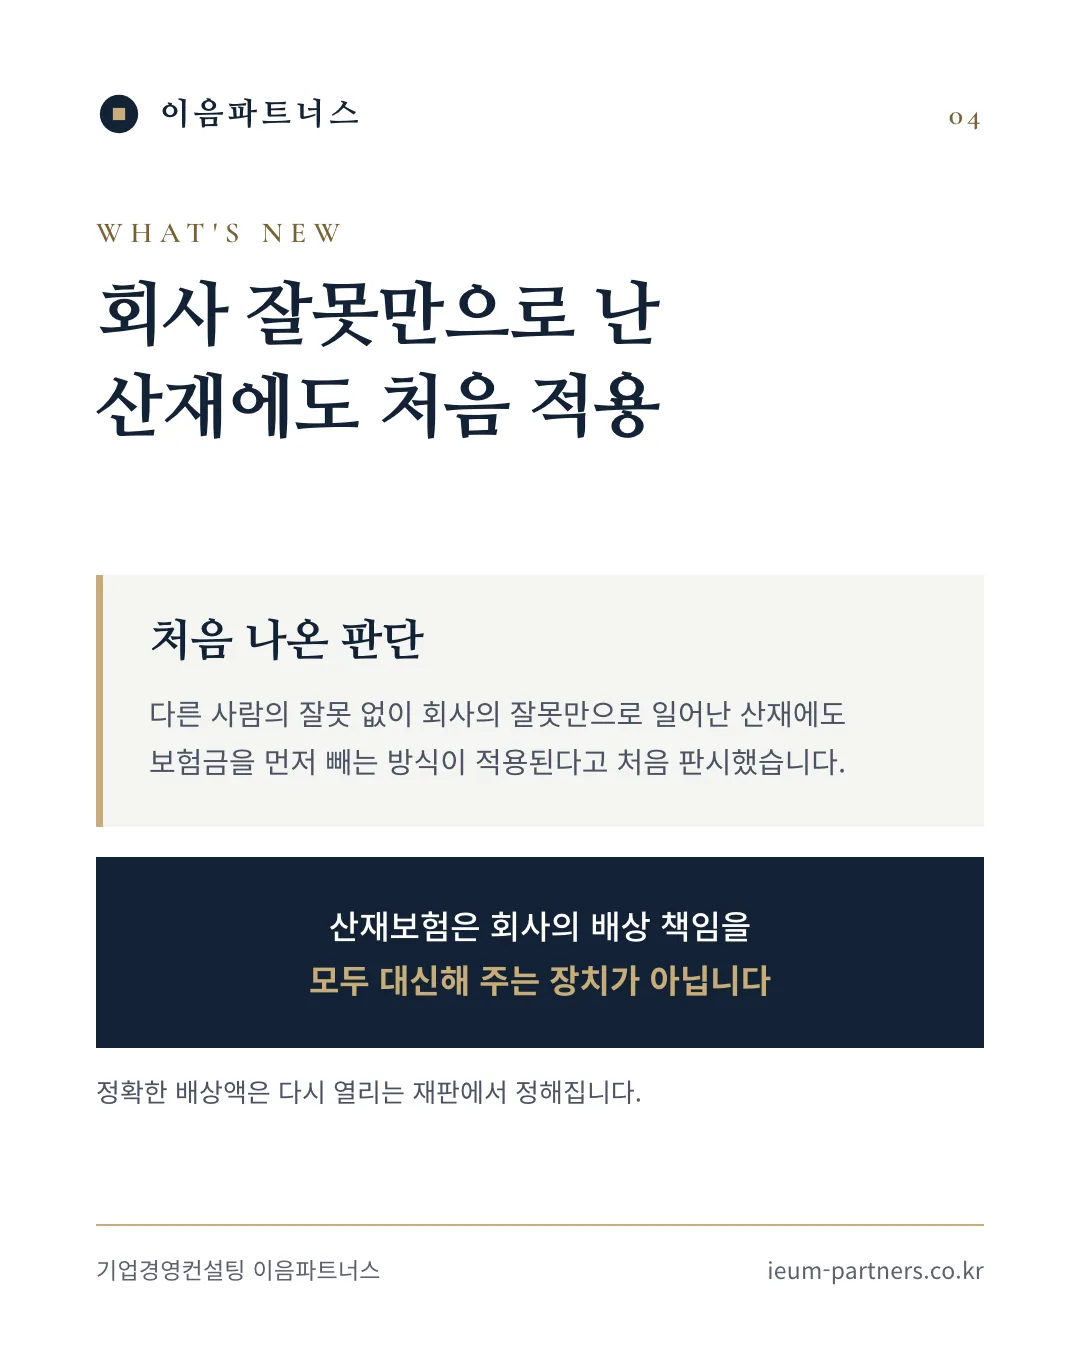 이음파트너스
04
WHAT'S NEW
회사 잘못만으로 난
산재에도 처음 적용
처음 나온 판단
다른 사람의 잘못 없이 회사의 잘못만으로 일어난 산재에도
보험금을 먼저 빼는 방식이 적용된다고 처음 판시했습니다.
산재보험은 회사의 배상 책임을
모두 대신해 주는 장치가 아닙니다
정확한 배상액은 다시 열리는 재판에서 정해집니다.
기업경영컨설팅 이음파트너스
ieum-partners.co.kr